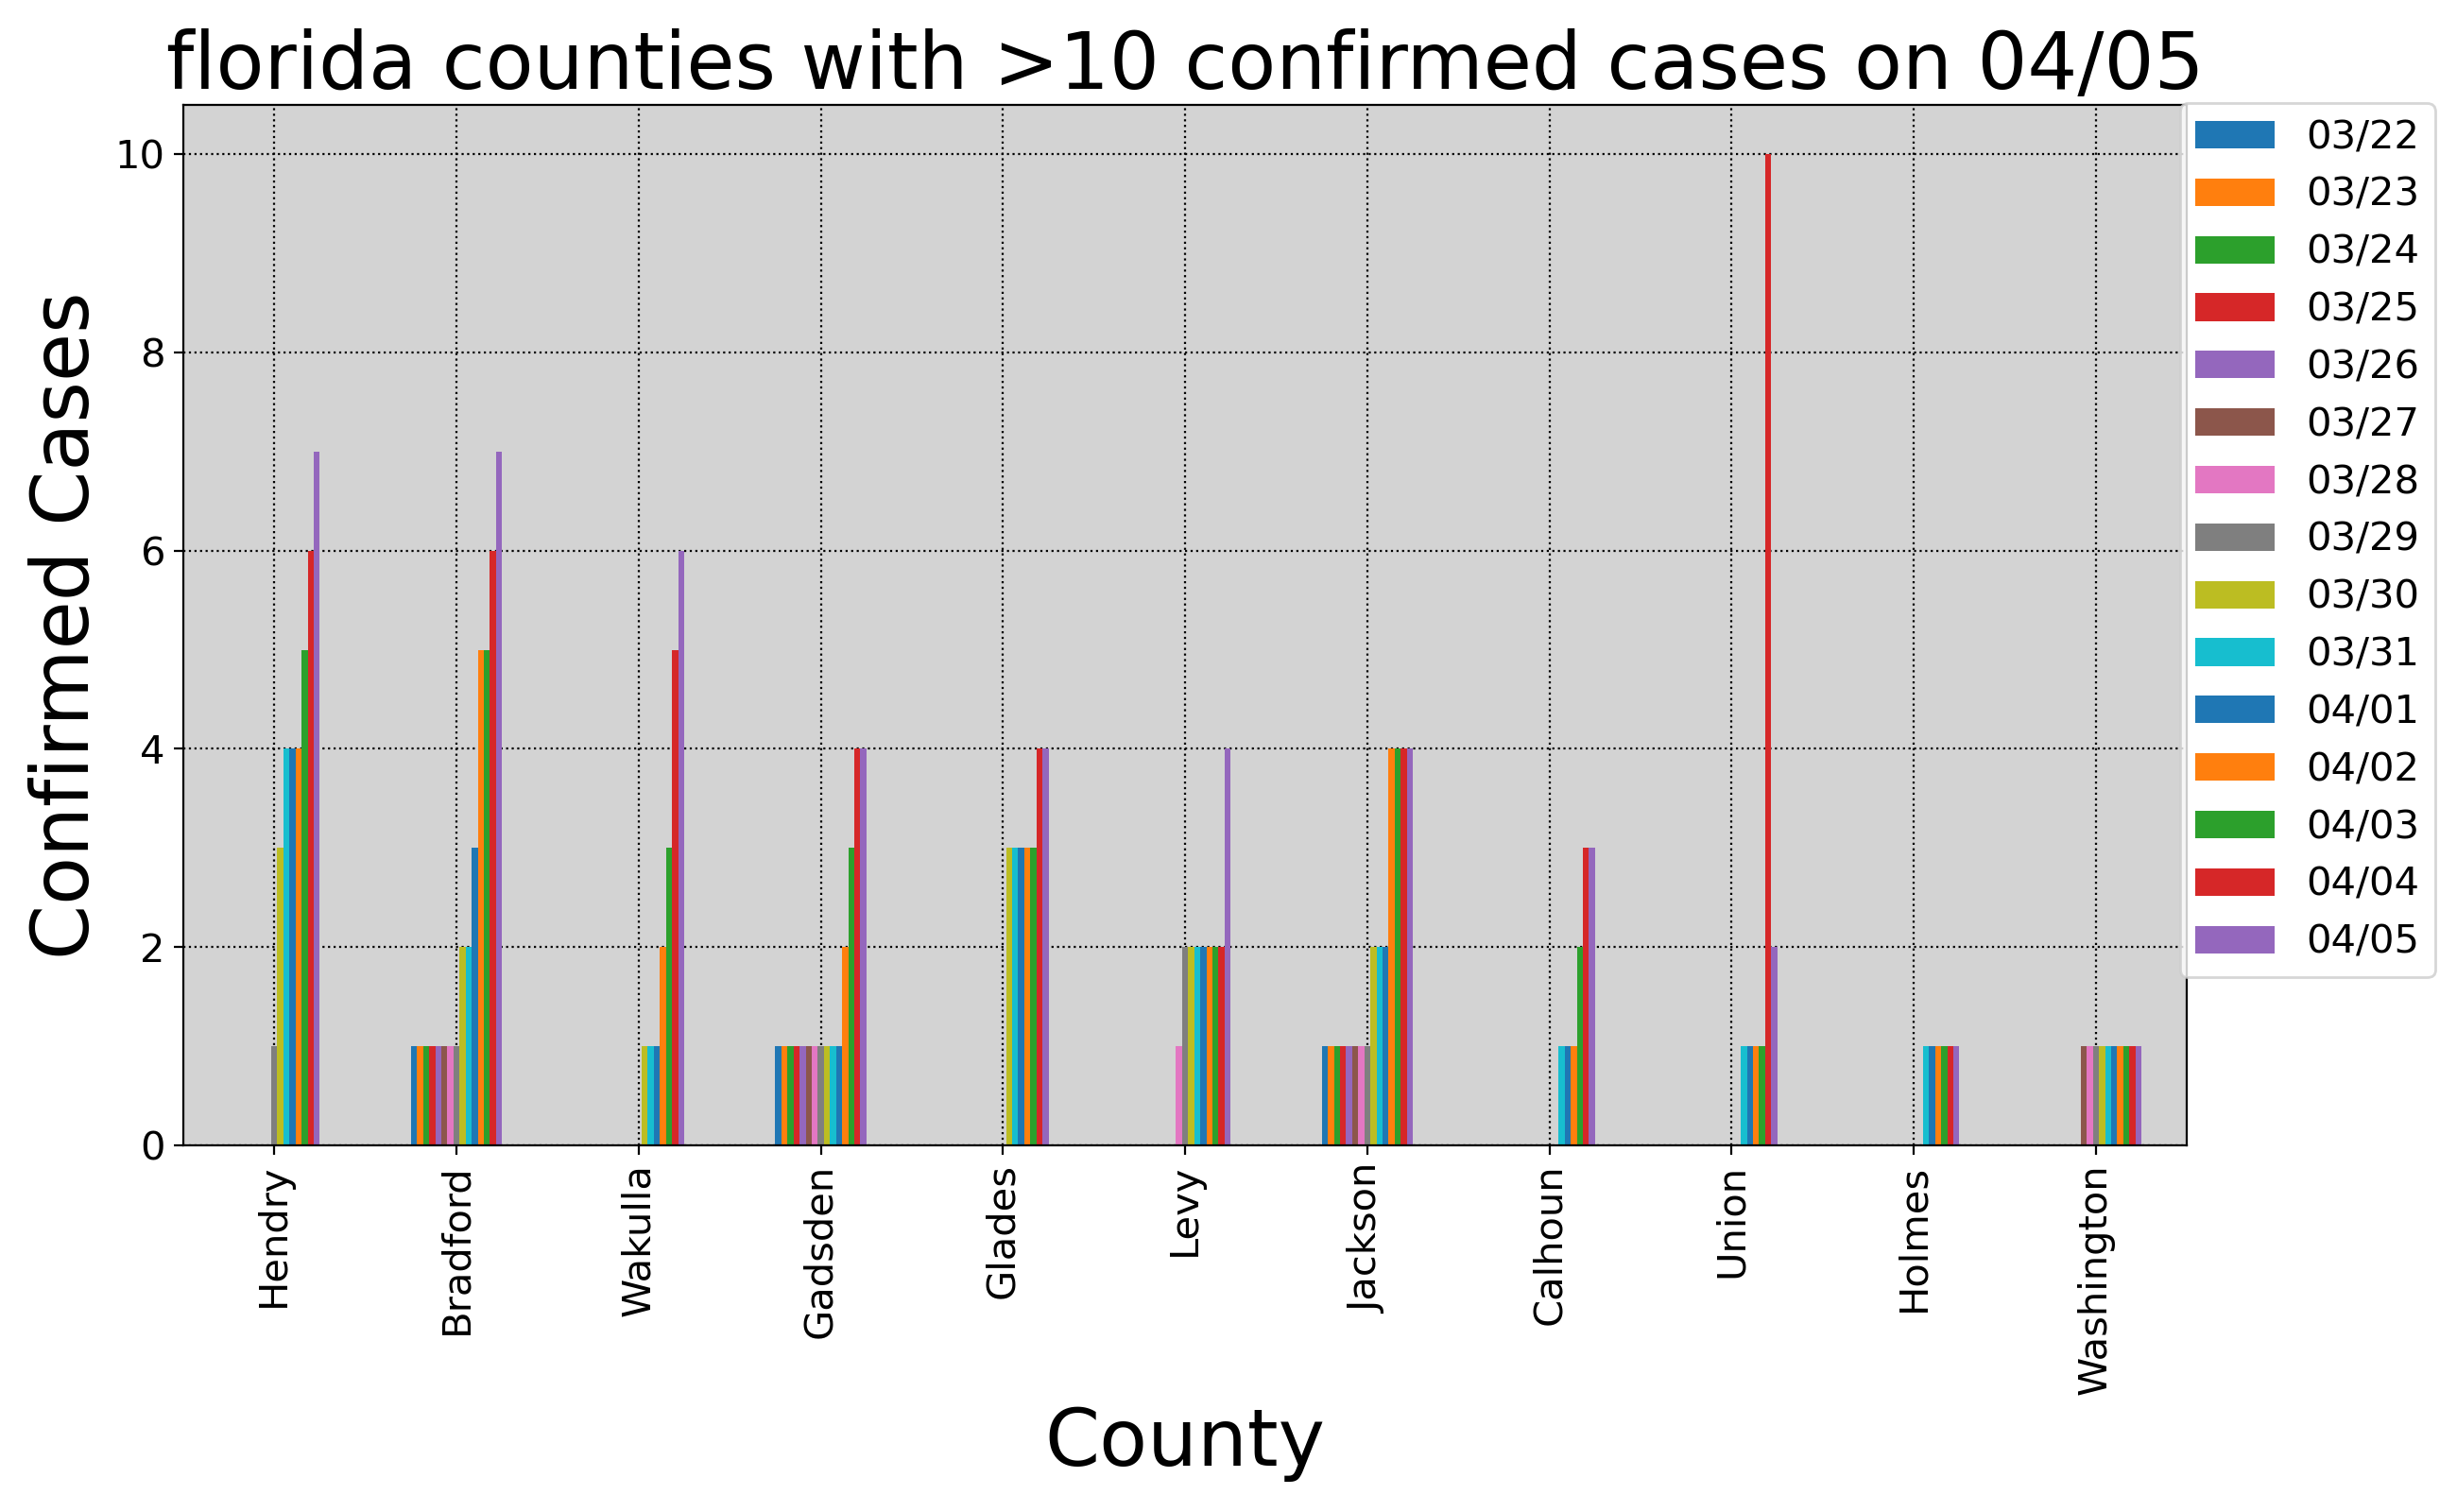 florida counties with >10 confirmed cases on 04/05
Confirmed Cases
10
8
6
4
2
0
03/22
03/23
03/24
03/25
03/26
03/27
03/28
03/29
03/30
03/31
04/01
04/02
04/03
04/04
04/05
Hendry
Bradford
Wakulla
Gadsden
Glades
Levy
Jackson
Calhoun
Union
Holmes
Washington
County